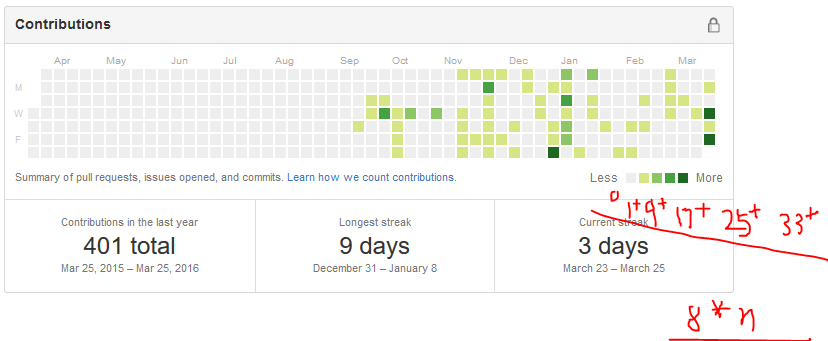 Contributions
Apr May Jun Jul Aug Sep Oct Nov Dec Jan Feb Mar
M
W
F
Summary of pull requests, issues opened, and commits. Learn how we count contributions.
Less More
0 1+ 9+ 17+ 25+ 33+
Contributions in the last year
401 total
Mar 25, 2015 – Mar 25, 2016
Longest streak
9 days
December 31 – January 8
Current streak
3 days
March 23 – March 25
8*n